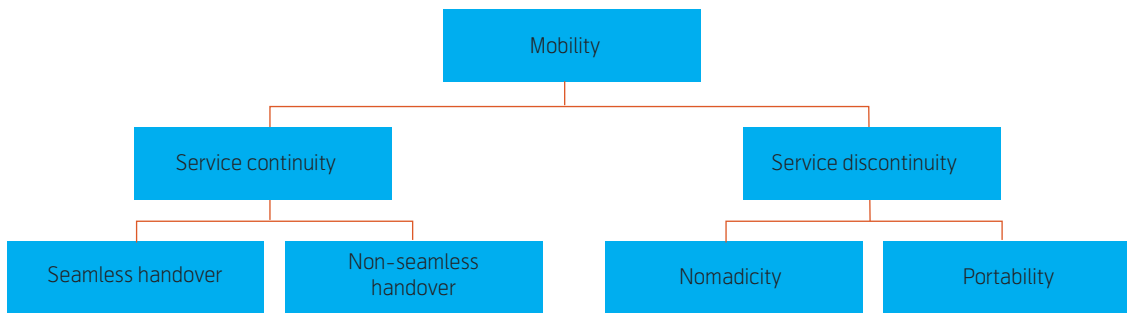 Mobility
Service continuity
Service discontinuity
Seamless handover
Non-seamless
handover
Nomadicity
Portability